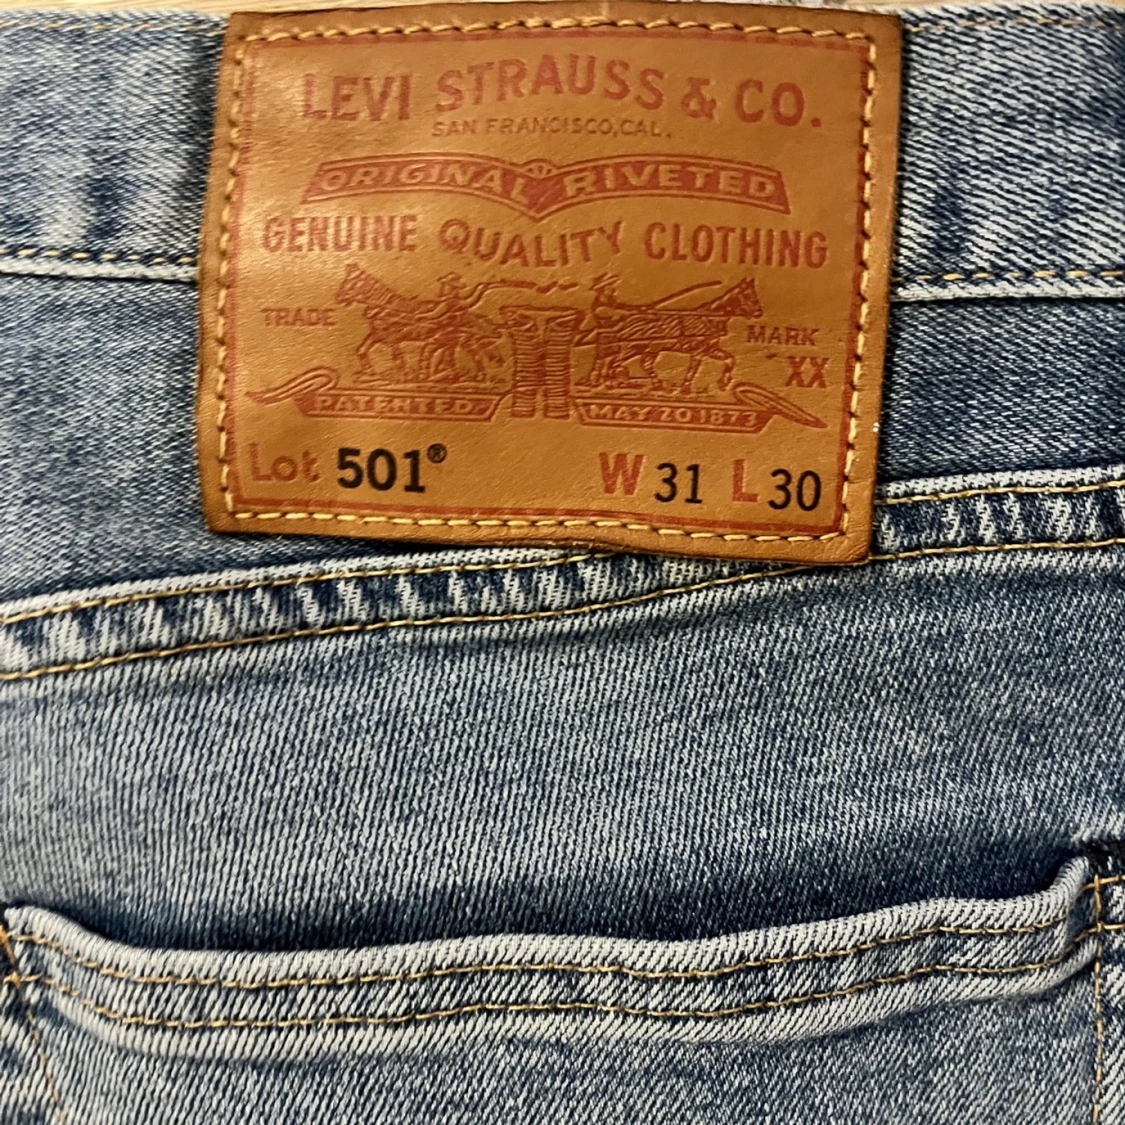 LEVI STRAUSS & CO.
SAN FRANCISCO, CAL.
ORIGINAL RIVETED
GENUINE QUALITY CLOTHING
TRADE MARK
XX
PATENTED MAY 20 1873
Lot 501® W 31 L 30